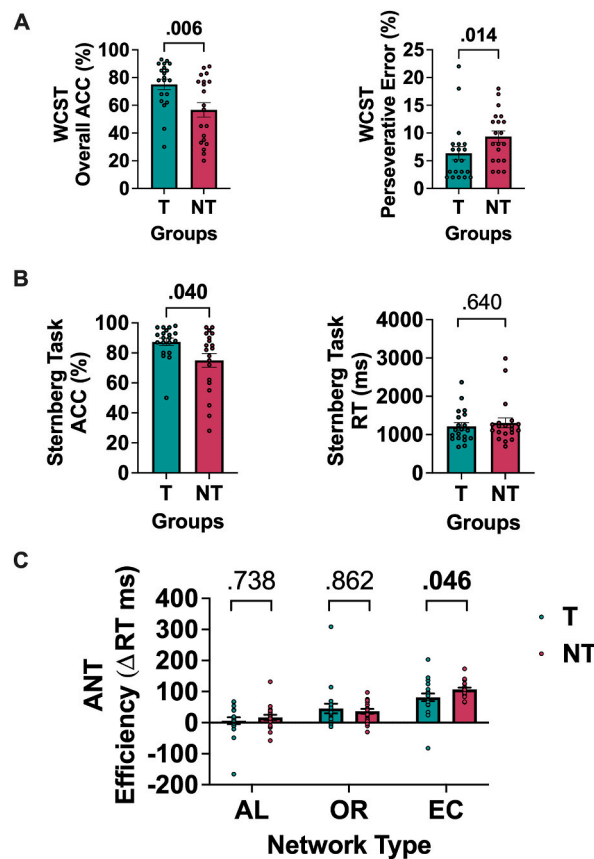 A
.006
WCST
Overall ACC (%)
100
80
60
40
20
0
T NT
Groups
.014
WCST
Perseverative Error (%)
25
20
15
10
5
0
T NT
Groups
B
.040
Sternberg Task
ACC (%)
100
80
60
40
20
0
T NT
Groups
.640
Sternberg Task
RT (ms)
4000
3000
2000
1000
0
T NT
Groups
C
.738 .862 .046
ANT
Efficiency (ΔRT ms)
400
300
200
100
0
-100
-200
AL OR EC
Network Type
T
NT